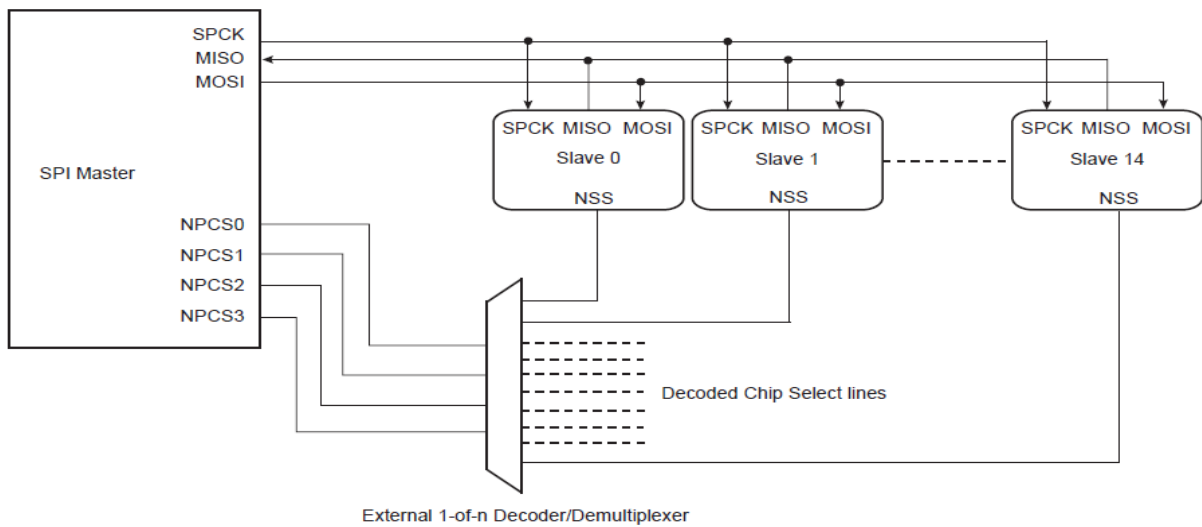 SPCK
MISO
MOSI
SPI Master
NPCS0
NPCS1
NPCS2
NPCS3
SPCK MISO MOSI
Slave 0
NSS
SPCK MISO MOSI
Slave 1
NSS
SPCK MISO MOSI
Slave 14
NSS
Decoded Chip Select lines
External 1-of-n Decoder/Demultiplexer